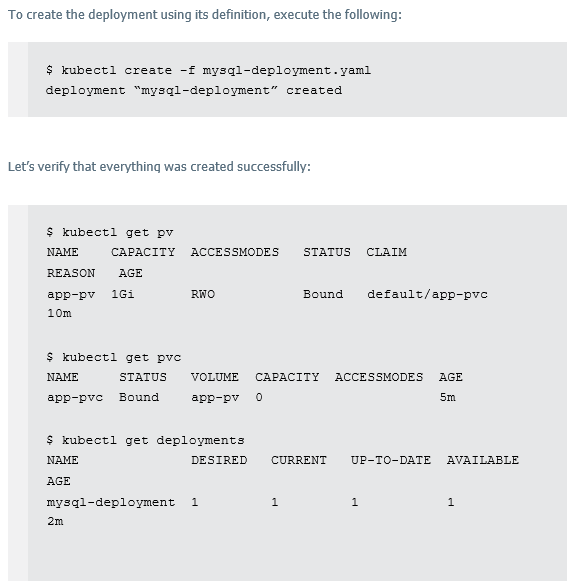 To create the deployment using its definition, execute the following:
$ kubectl create -f mysql-deployment.yaml
deployment “mysql-deployment” created
Let’s verify that everything was created successfully:
$ kubectl get pv
NAME CAPACITY ACCESSMODES STATUS CLAIM
REASON AGE
app-pv 1Gi RWO Bound default/app-pvc
10m
$ kubectl get pvc
NAME STATUS VOLUME CAPACITY ACCESSMODES AGE
app-pvc Bound app-pv 0 5m
$ kubectl get deployments
NAME DESIRED CURRENT UP-TO-DATE AVAILABLE
AGE
mysql-deployment 1 1 1 1
2m